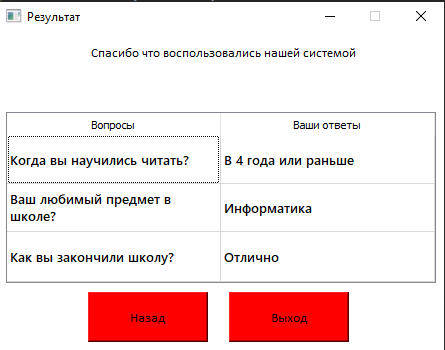 Результат
Спасибо что воспользовались нашей системой
Вопросы Ваши ответы
Когда вы научились читать? В 4 года или раньше
Ваш любимый предмет в
школе? Информатика
Как вы закончили школу? Отлично
Назад Выход